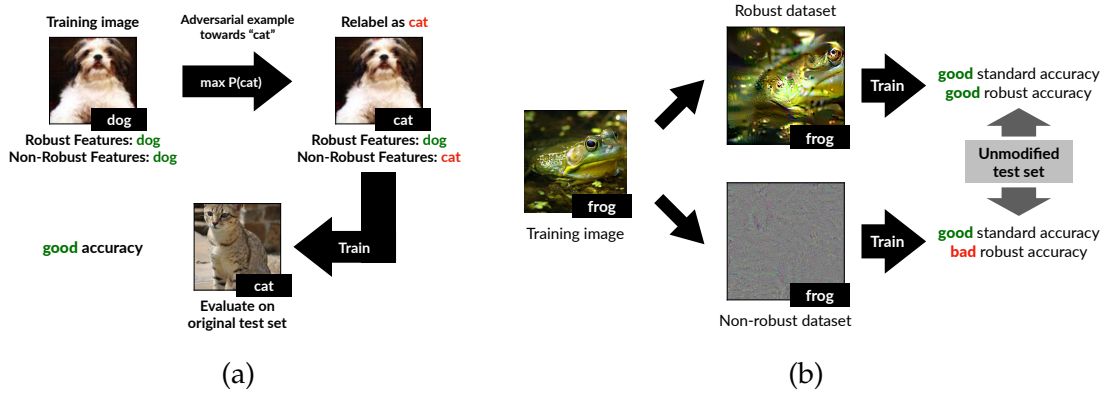 Training image
Adversarial example
towards “cat”
Relabel as cat
max P(cat)
dog
cat
Robust Features: dog
Non-Robust Features: dog
Robust Features: dog
Non-Robust Features: cat
good accuracy
Train
cat
Evaluate on
original test set
(a)
Robust dataset
frog
Train
good standard accuracy
good robust accuracy
frog
Training image
Unmodified
test set
frog
Train
good standard accuracy
bad robust accuracy
Non-robust dataset
(b)